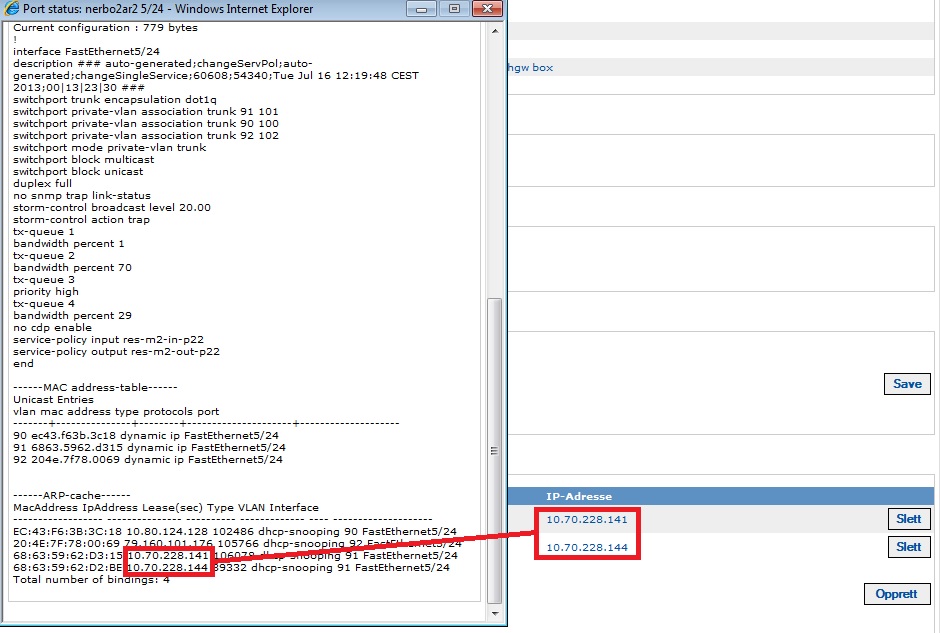 Port status: nerbo2ar2 5/24 - Windows Internet Explorer
Current configuration : 779 bytes
!
interface FastEthernet5/24
description ### auto-generated;changeServPol;auto-
generated;changeSingleService;60608;54340;Tue Jul 16 12:19:48 CEST
2013;00|13|23|30 ###
switchport trunk encapsulation dot1q
switchport private-vlan association trunk 91 101
switchport private-vlan association trunk 90 100
switchport private-vlan association trunk 92 102
switchport mode private-vlan trunk
switchport block multicast
switchport block unicast
duplex full
no snmp trap link-status
storm-control broadcast level 20.00
storm-control action trap
tx-queue 1
bandwidth percent 1
tx-queue 2
bandwidth percent 70
tx-queue 3
priority high
tx-queue 4
bandwidth percent 29
no cdp enable
service-policy input res-m2-in-p22
service-policy output res-m2-out-p22
end
------MAC address-table------
Unicast Entries
vlan mac address type protocols port
-------+---------------+--------+---------------------+--------------------
90 ec43.f63b.3c18 dynamic ip FastEthernet5/24
91 6863.5962.d315 dynamic ip FastEthernet5/24
92 204e.7f78.0069 dynamic ip FastEthernet5/24
------ARP-cache------
MacAddress IpAddress Lease(sec) Type VLAN Interface
------------------ --------------- ---------- ------------- ---- --------------------
EC:43:F6:3B:3C:18 10.80.124.128 102486 dhcp-snooping 90 FastEthernet5/24
20:4E:7F:78:00:69 79.160.101.176 105766 dhcp-snooping 92 FastEthernet5/24
68:63:59:62:D3:15 10.70.228.141 106078 dhcp-snooping 91 FastEthernet5/24
68:63:59:62:D2:BE 10.70.228.144 89332 dhcp-snooping 91 FastEthernet5/24
Total number of bindings: 4
hgw box
Save
IP-Adresse
10.70.228.141 Slett
10.70.228.144 Slett
Opprett